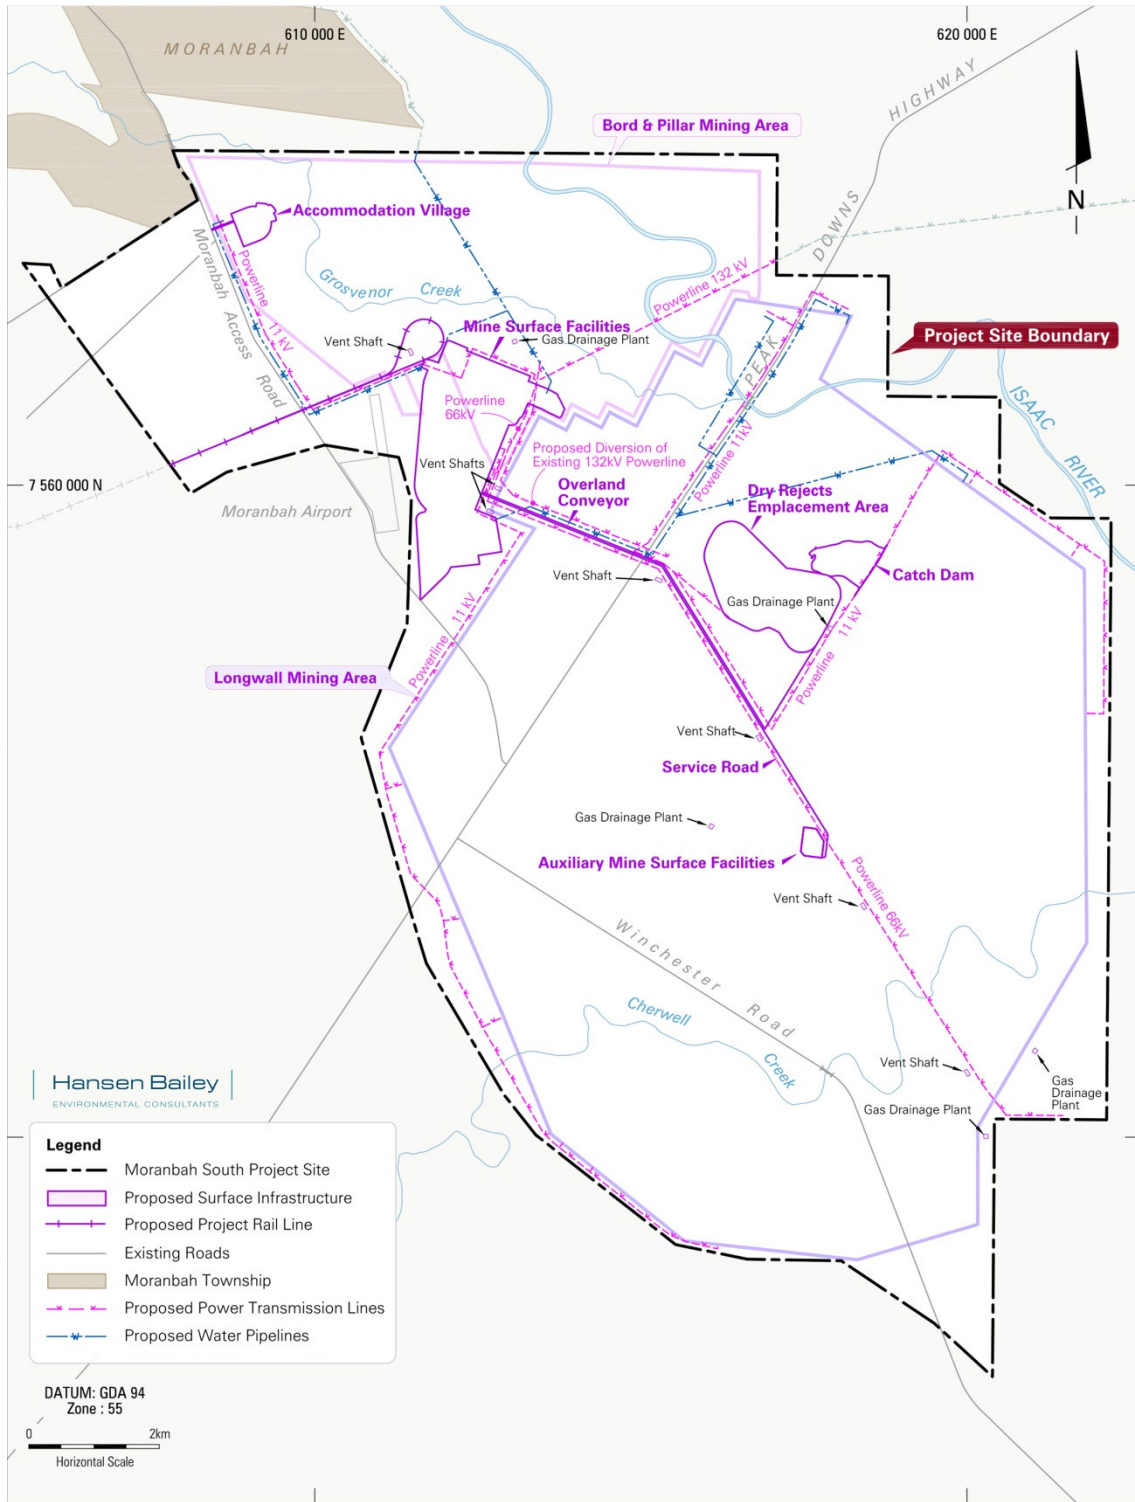 610 000 E
620 000 E
MORANBAH
HIGHWAY
Bord & Pillar Mining Area
N
Accommodation Village
DOWNS
Moranbah Access Road
Powerline 11 kV
Grosvenor Creek
Powerline 132 kV
Mine Surface Facilities
Vent Shaft
Gas Drainage Plant
Project Site Boundary
PEAK
ISAAC
RIVER
Powerline
66kV
Powerline 11kV
Proposed Diversion of
Existing 132kV Powerline
Vent Shafts
Overland
Conveyor
7 560 000 N
Dry Rejects
Emplacement Area
Moranbah Airport
Vent Shaft
Catch Dam
Gas Drainage Plant
Powerline 11 kV
Powerline 11 kV
Longwall Mining Area
Vent Shaft
Service Road
Gas Drainage Plant
Auxiliary Mine Surface Facilities
Vent Shaft
Powerline 66kV
Winchester Road
Cherwell
Creek
Vent Shaft
Gas
Drainage
Plant
Gas Drainage Plant
Hansen Bailey
ENVIRONMENTAL CONSULTANTS
Legend
Moranbah South Project Site
Proposed Surface Infrastructure
Proposed Project Rail Line
Existing Roads
Moranbah Township
Proposed Power Transmission Lines
Proposed Water Pipelines
DATUM: GDA 94
Zone : 55
0 2km
Horizontal Scale